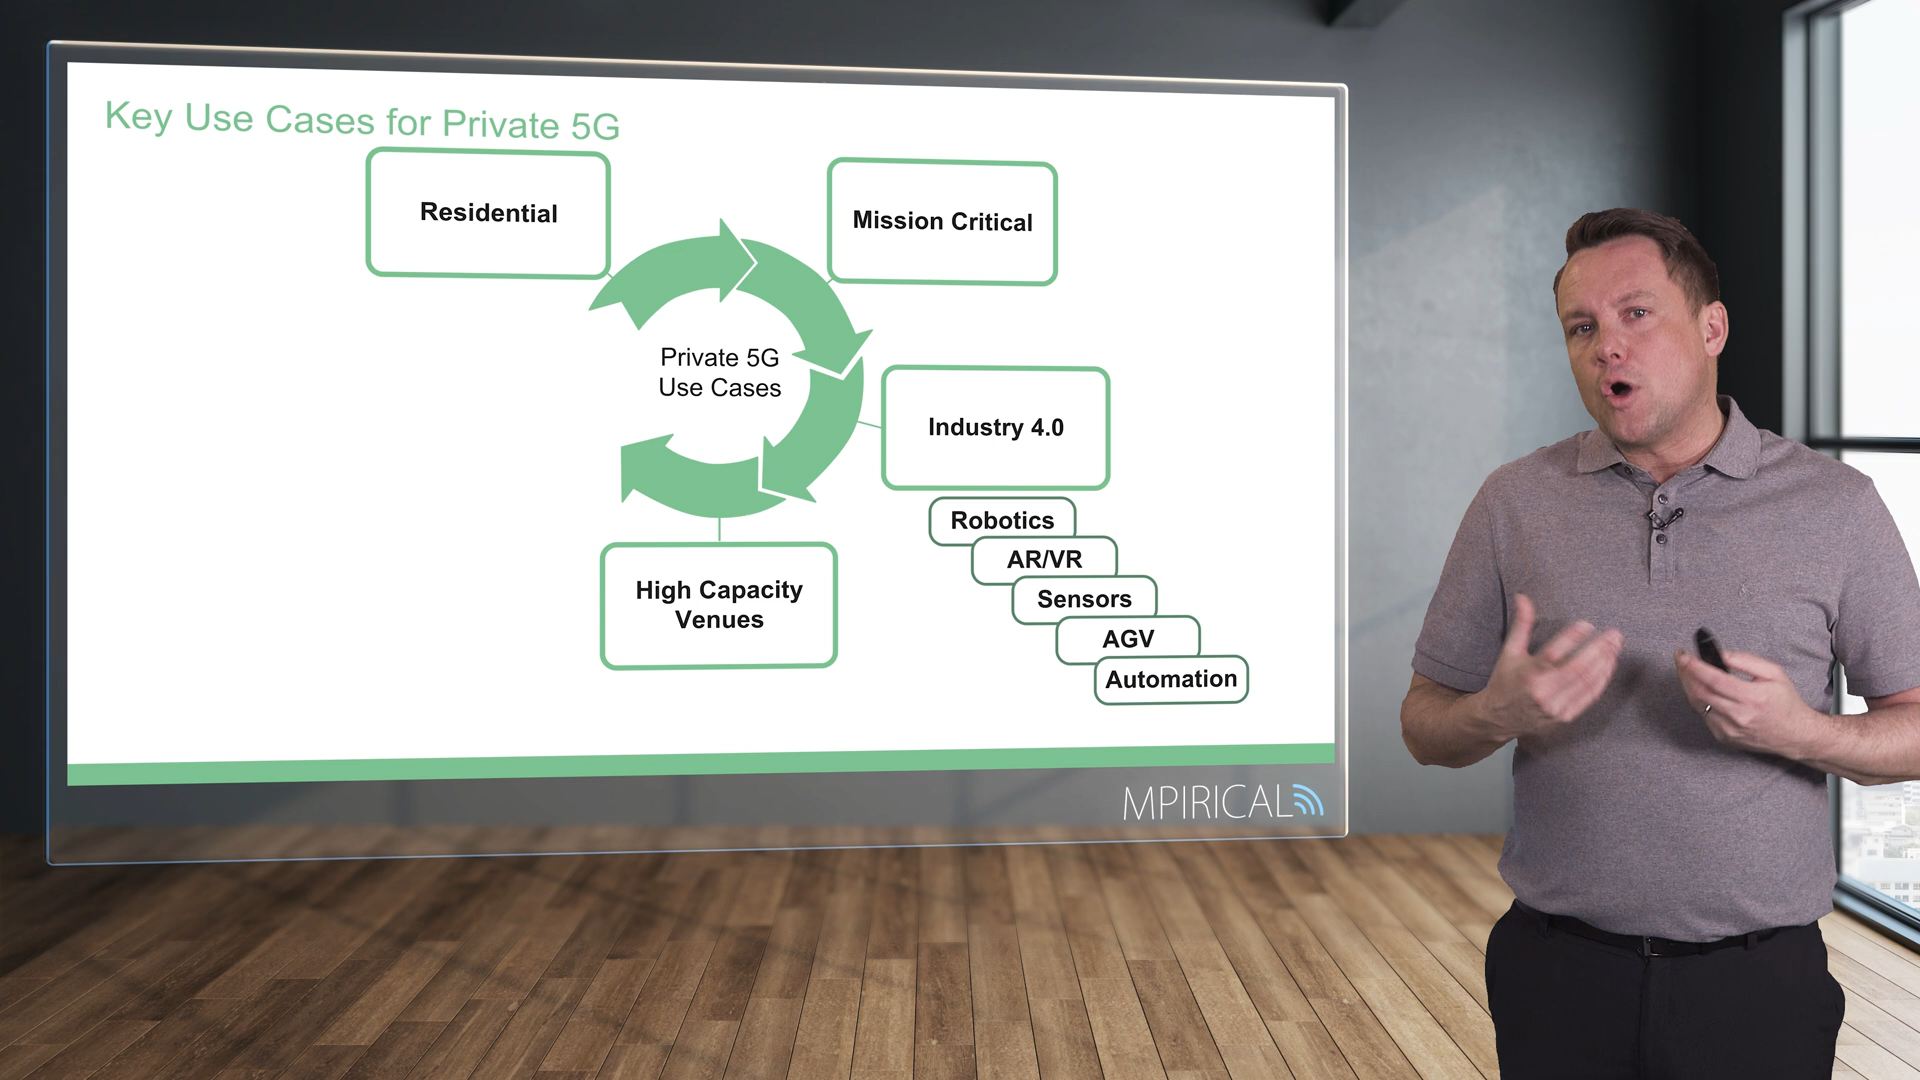 Key Use Cases for Private 5G
Residential
Mission Critical
Private 5G
Use Cases
Industry 4.0
Robotics
AR/VR
Sensors
AGV
Automation
High Capacity
Venues
MPIRICAL